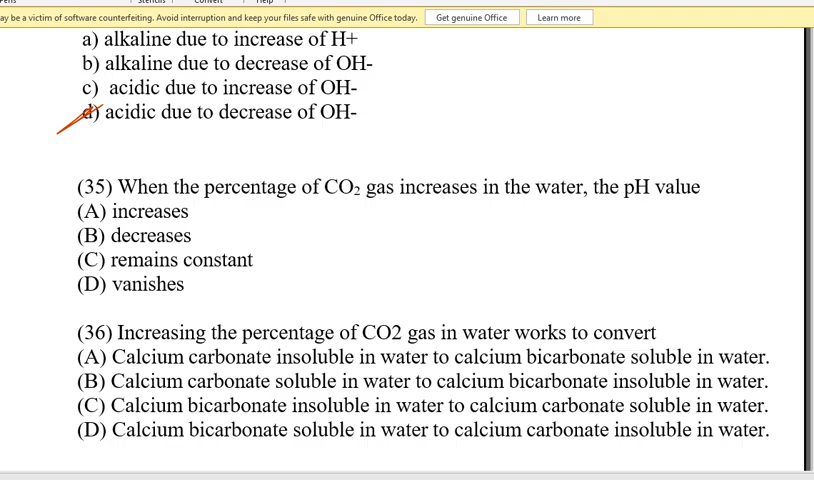 Stencils Convert Help
ay be a victim of software counterfeiting. Avoid interruption and keep your files safe with genuine Office today. Get genuine Office Learn more
a) alkaline due to increase of H+
b) alkaline due to decrease of OH-
c) acidic due to increase of OH-
d) acidic due to decrease of OH-
(35) When the percentage of CO₂ gas increases in the water, the pH value
(A) increases
(B) decreases
(C) remains constant
(D) vanishes
(36) Increasing the percentage of CO2 gas in water works to convert
(A) Calcium carbonate insoluble in water to calcium bicarbonate soluble in water.
(B) Calcium carbonate soluble in water to calcium bicarbonate insoluble in water.
(C) Calcium bicarbonate insoluble in water to calcium carbonate soluble in water.
(D) Calcium bicarbonate soluble in water to calcium carbonate insoluble in water.